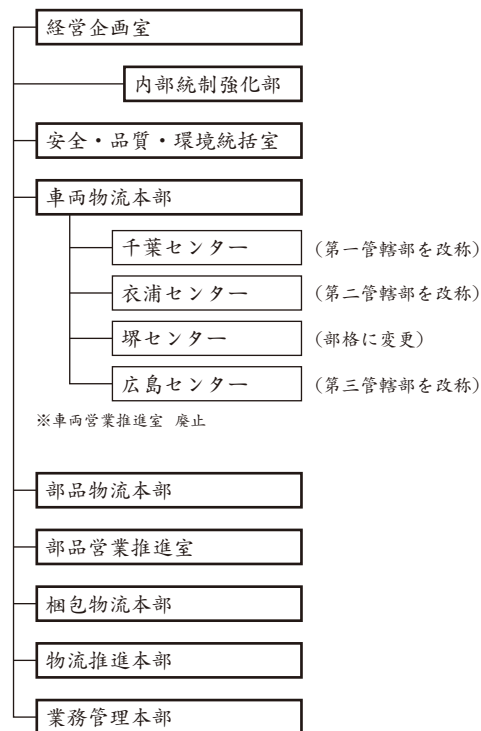 経営企画室
内部統制強化部
安全・品質・環境統括室
車両物流本部
千葉センター (第一管轄部を改称)
衣浦センター (第二管轄部を改称)
堺センター (部格に変更)
広島センター (第三管轄部を改称)
※車両営業推進室 廃止
部品物流本部
部品営業推進室
梱包物流本部
物流推進本部
業務管理本部